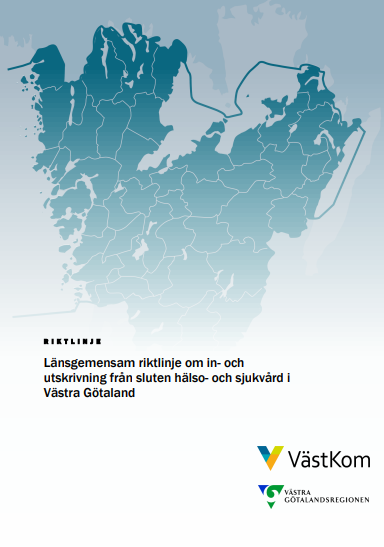 RIKTLINJE
Länsgemensam riktlinje om in- och
utskrivning från sluten hälso- och sjukvård i
Västra Götaland
VästKom
VÄSTRA
GÖTALANDSREGIONEN